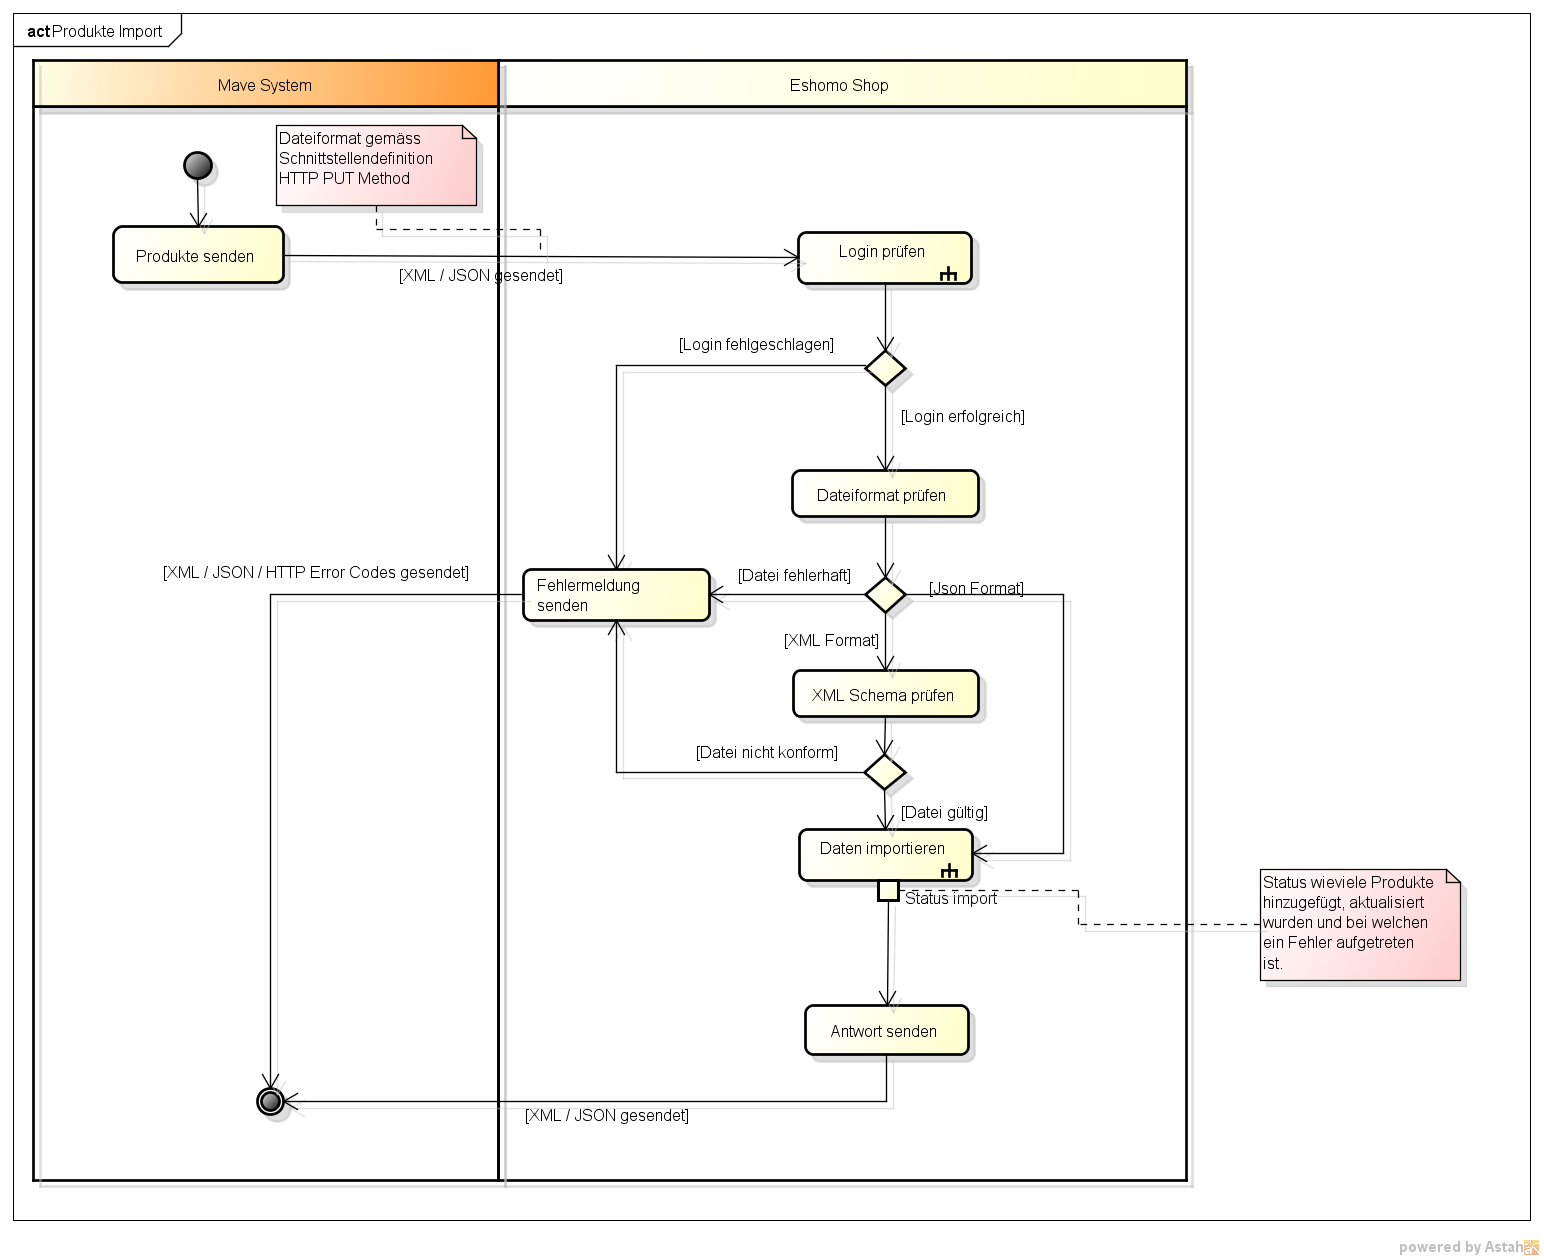 act Produkte Import
Mave System
Eshomo Shop
Dateiformat gemäss
Schnittstellendefinition
HTTP PUT Method
Produkte senden
[XML / JSON gesendet]
Login prüfen
[Login fehlgeschlagen]
[Login erfolgreich]
Dateiformat prüfen
[XML / JSON / HTTP Error Codes gesendet]
Fehlermeldung
senden
[Datei fehlerhaft]
[Json Format]
[XML Format]
XML Schema prüfen
[Datei nicht konform]
[Datei gültig]
Daten importieren
Status import
Status wieviele Produkte
hinzugefügt, aktualisiert
wurden und bei welchen
ein Fehler aufgetreten
ist.
Antwort senden
[XML / JSON gesendet]
powered by Astah